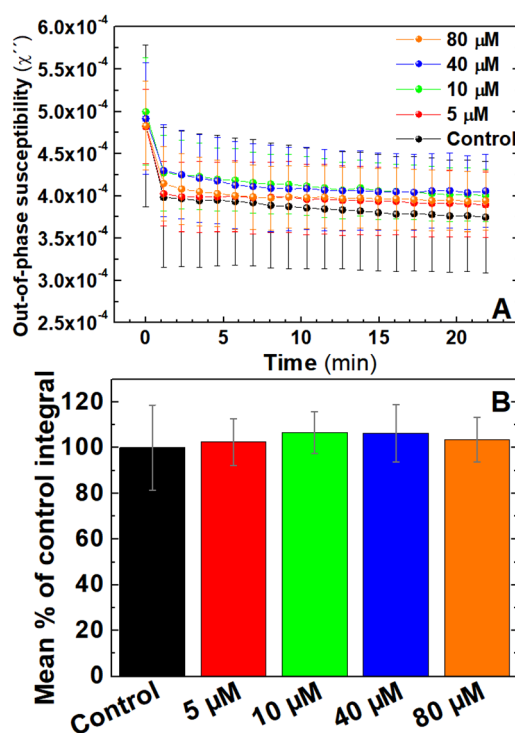 6.0x10⁻⁴
5.5x10⁻⁴
5.0x10⁻⁴
4.5x10⁻⁴
4.0x10⁻⁴
3.5x10⁻⁴
3.0x10⁻⁴
2.5x10⁻⁴
Out-of-phase susceptibility (χ´´)
80 µM
40 µM
10 µM
5 µM
Control
A
0 5 10 15 20
Time (min)
B
120
100
80
60
40
20
0
Mean % of control integral
Control 5 µM 10 µM 40 µM 80 µM